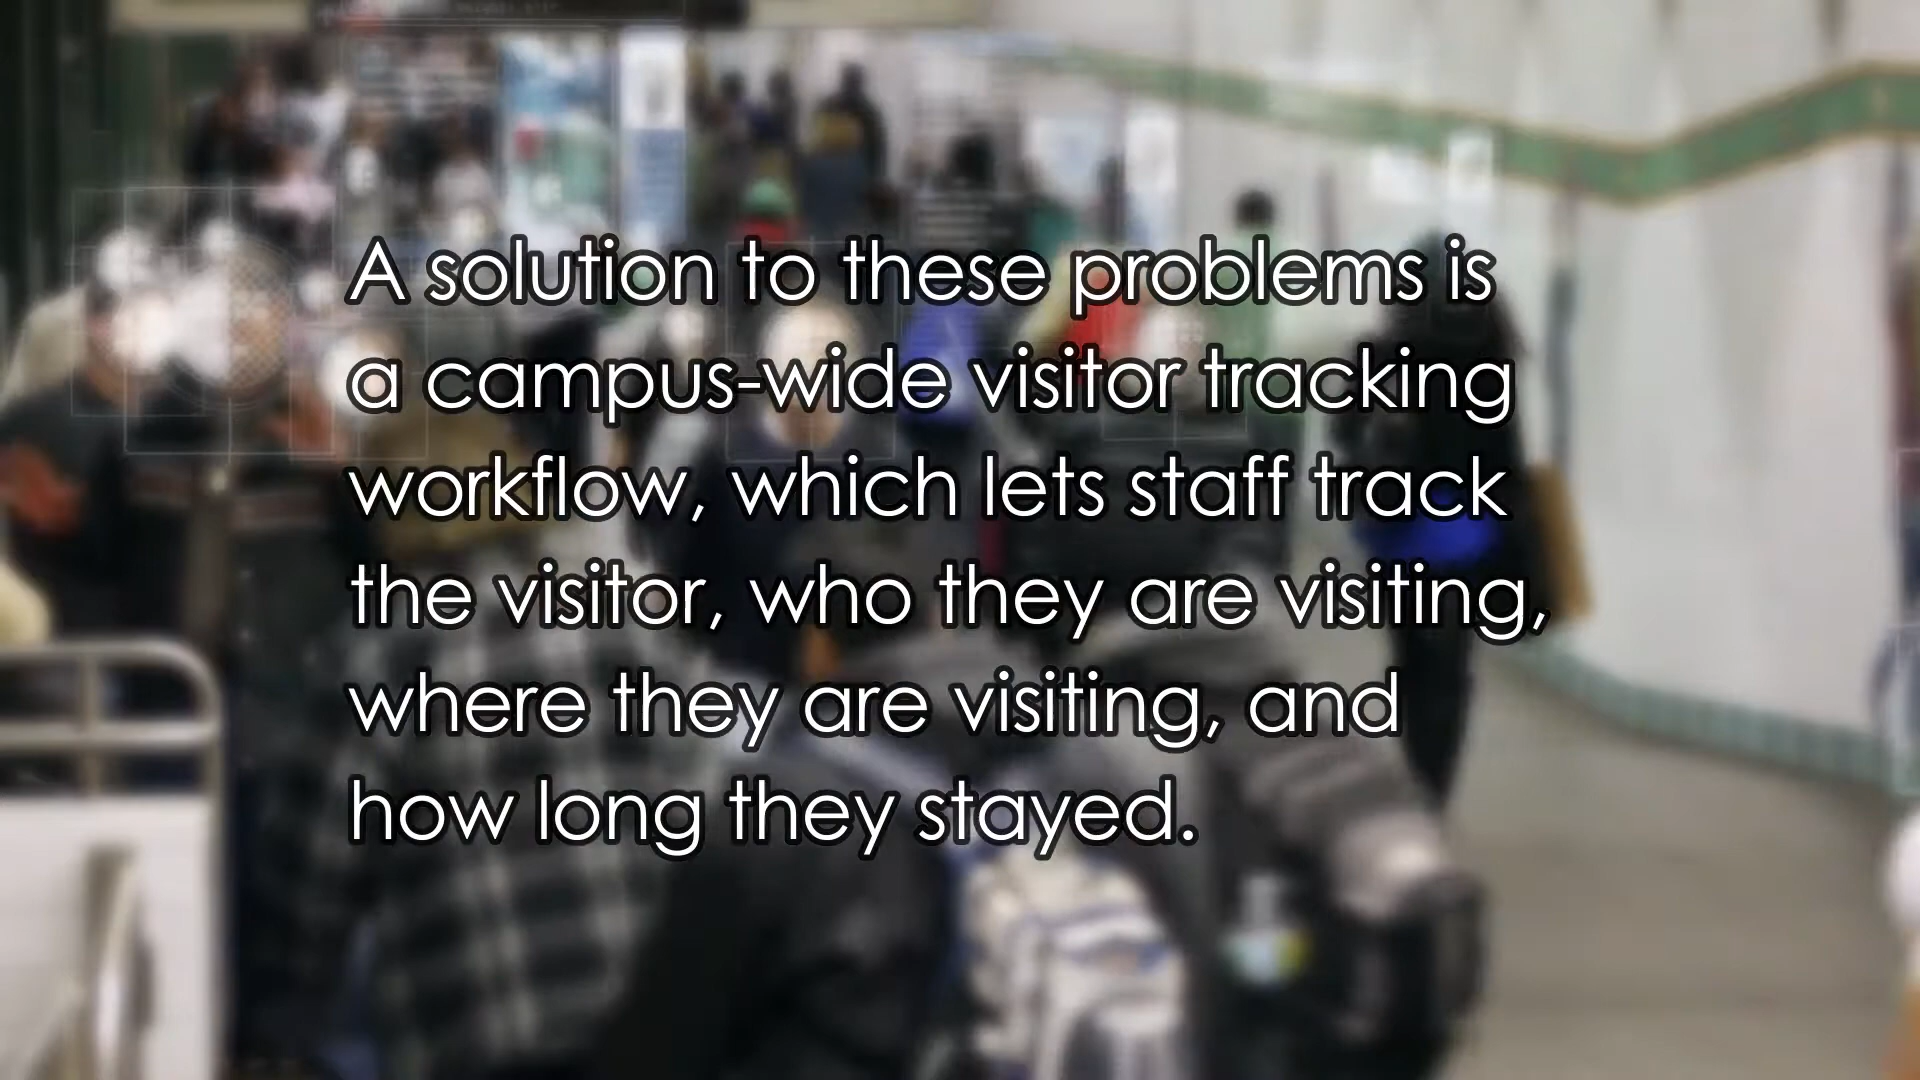 A solution to these problems is
a campus-wide visitor tracking
workflow, which lets staff track
the visitor, who they are visiting,
where they are visiting, and
how long they stayed.